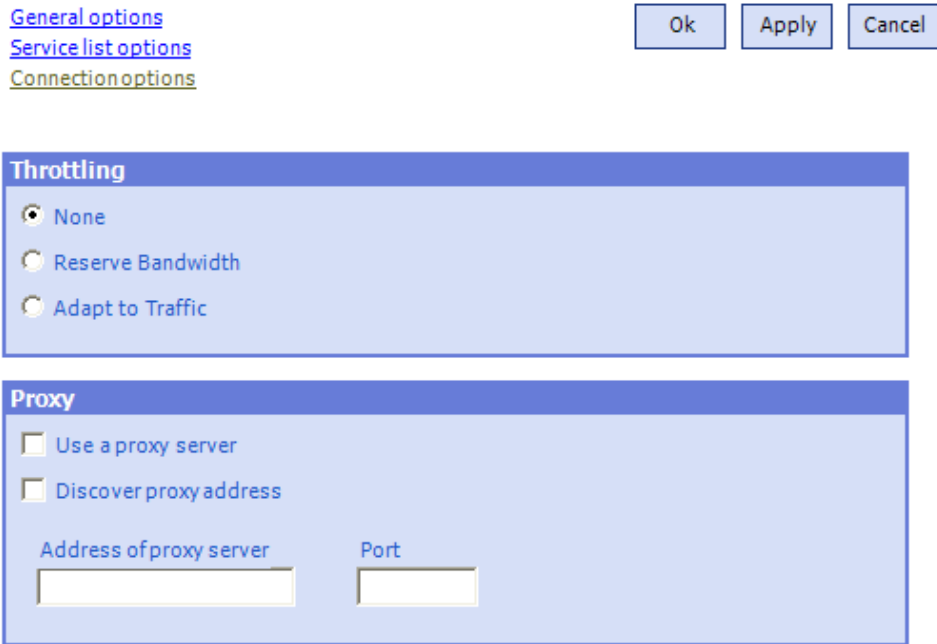 General options
Service list options
Connection options
Ok Apply Cancel
Throttling
None
Reserve Bandwidth
Adapt to Traffic
Proxy
Use a proxy server
Discover proxy address
Address of proxy server Port